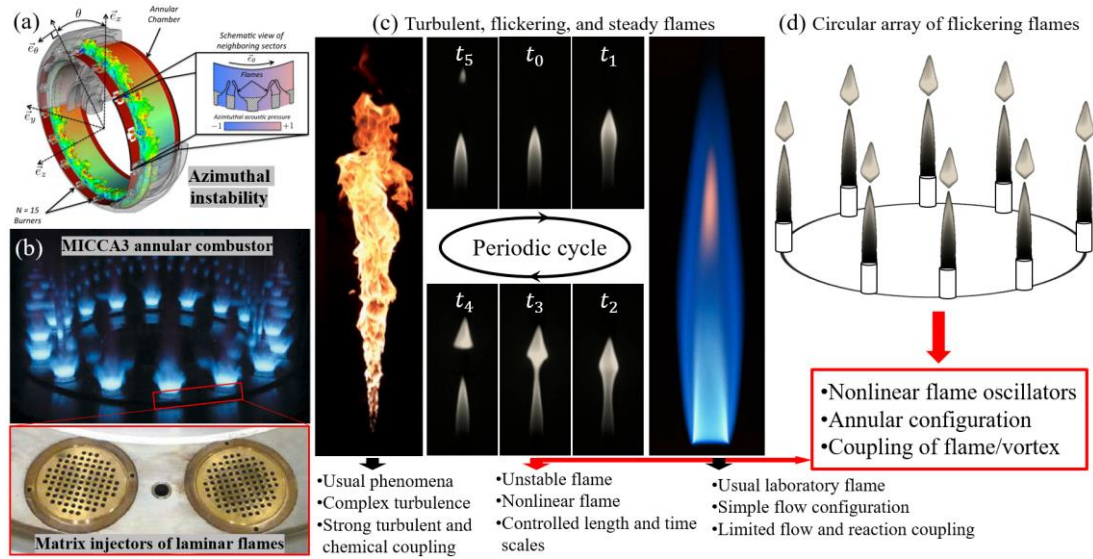 (a)
θ
e⃗x
Annular
Chamber
e⃗θ
Schematic view of
neighboring sectors
e⃗θ
Flames
Azimuthal acoustic pressure
−1
+1
e⃗y
e⃗z
Azimuthal
instability
N = 15
Burners
(b)
MICCA3 annular combustor
Matrix injectors of laminar flames
(c) Turbulent, flickering, and steady flames
t5
t0
t1
Periodic cycle
t4
t3
t2
•Usual phenomena
•Complex turbulence
•Strong turbulent and
chemical coupling
•Unstable flame
•Nonlinear flame
•Controlled length and time
scales
•Usual laboratory flame
•Simple flow configuration
•Limited flow and reaction coupling
(d) Circular array of flickering flames
•Nonlinear flame oscillators
•Annular configuration
•Coupling of flame/vortex